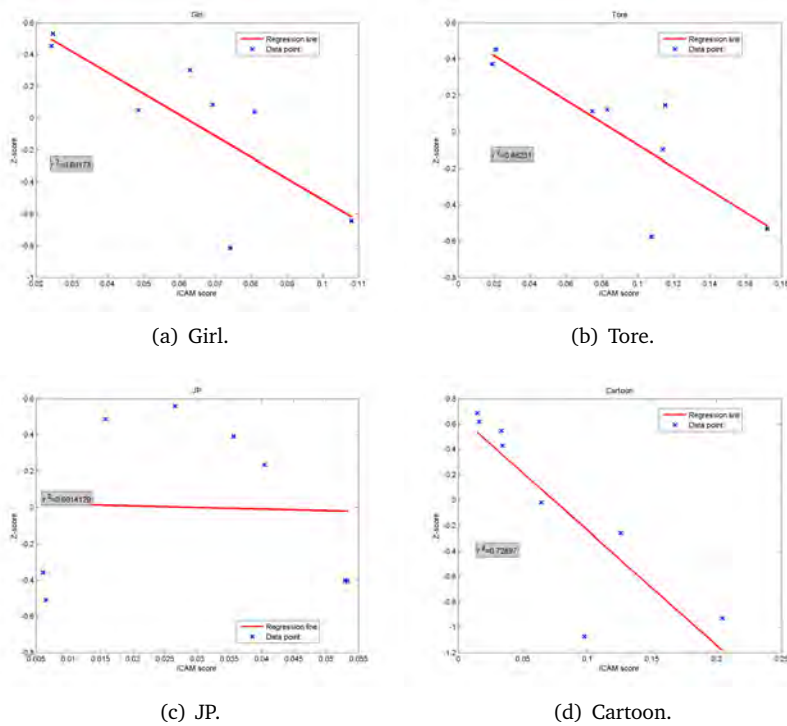 Girl
Regression line
Data point
0.6
0.4
0.2
0
-0.2
-0.4
-0.6
-0.8
-1
Z-score
0.02 0.03 0.04 0.05 0.06 0.07 0.08 0.09 0.1 0.11
iCAM score
(a) Girl.
Tore
Regression line
Data point
0.6
0.4
0.2
0
-0.2
-0.4
-0.6
-0.8
Z-score
0 0.02 0.04 0.06 0.08 0.1 0.12 0.14 0.16 0.18
iCAM score
(b) Tore.
JP
0.6
0.4
0.2
0
-0.2
-0.4
-0.6
-0.8
Z-score
r²=0.0014179
Regression line
Data point
0.005 0.01 0.015 0.02 0.025 0.03 0.035 0.04 0.045 0.05 0.055
iCAM score
(c) JP.
Cartoon
Regression line
Data point
0.8
0.6
0.4
0.2
0
-0.2
-0.4
-0.6
-0.8
-1
-1.2
Z-score
r²=0.72897
0 0.05 0.1 0.15 0.2 0.25
iCAM score
(d) Cartoon.